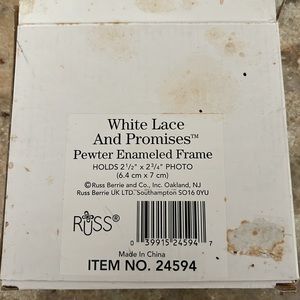 White Lace
And Promises™
Pewter Enameled Frame
HOLDS 2½" x 2¾" PHOTO
(6.4 cm x 7 cm)
©Russ Berrie and Co., Inc. Oakland, NJ
Russ Berrie UK LTD. Southampton SO16 0YU
RUSS®
0 39915 24594 7
Made In China
ITEM NO. 24594